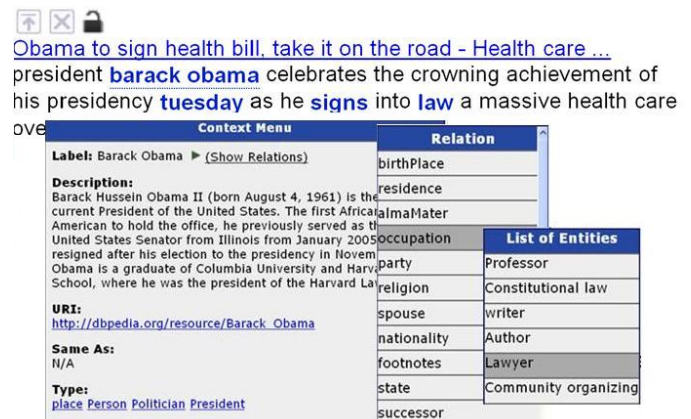 Obama to sign health bill, take it on the road - Health care ...
president barack obama celebrates the crowning achievement of
his presidency tuesday as he signs into law a massive health care
ove
Context Menu
Label: Barack Obama ▶ (Show Relations)
Description:
Barack Hussein Obama II (born August 4, 1961) is the
current President of the United States. The first African
American to hold the office, he previously served as th
United States Senator from Illinois from January 2005
resigned after his election to the presidency in Novem
Obama is a graduate of Columbia University and Harva
School, where he was the president of the Harvard La
URI:
http://dbpedia.org/resource/Barack_Obama
Same As:
N/A
Type:
place Person Politician President
Relation
birthPlace
residence
almaMater
occupation
party
religion
spouse
nationality
footnotes
state
successor
List of Entities
Professor
Constitutional law
writer
Author
Lawyer
Community organizing